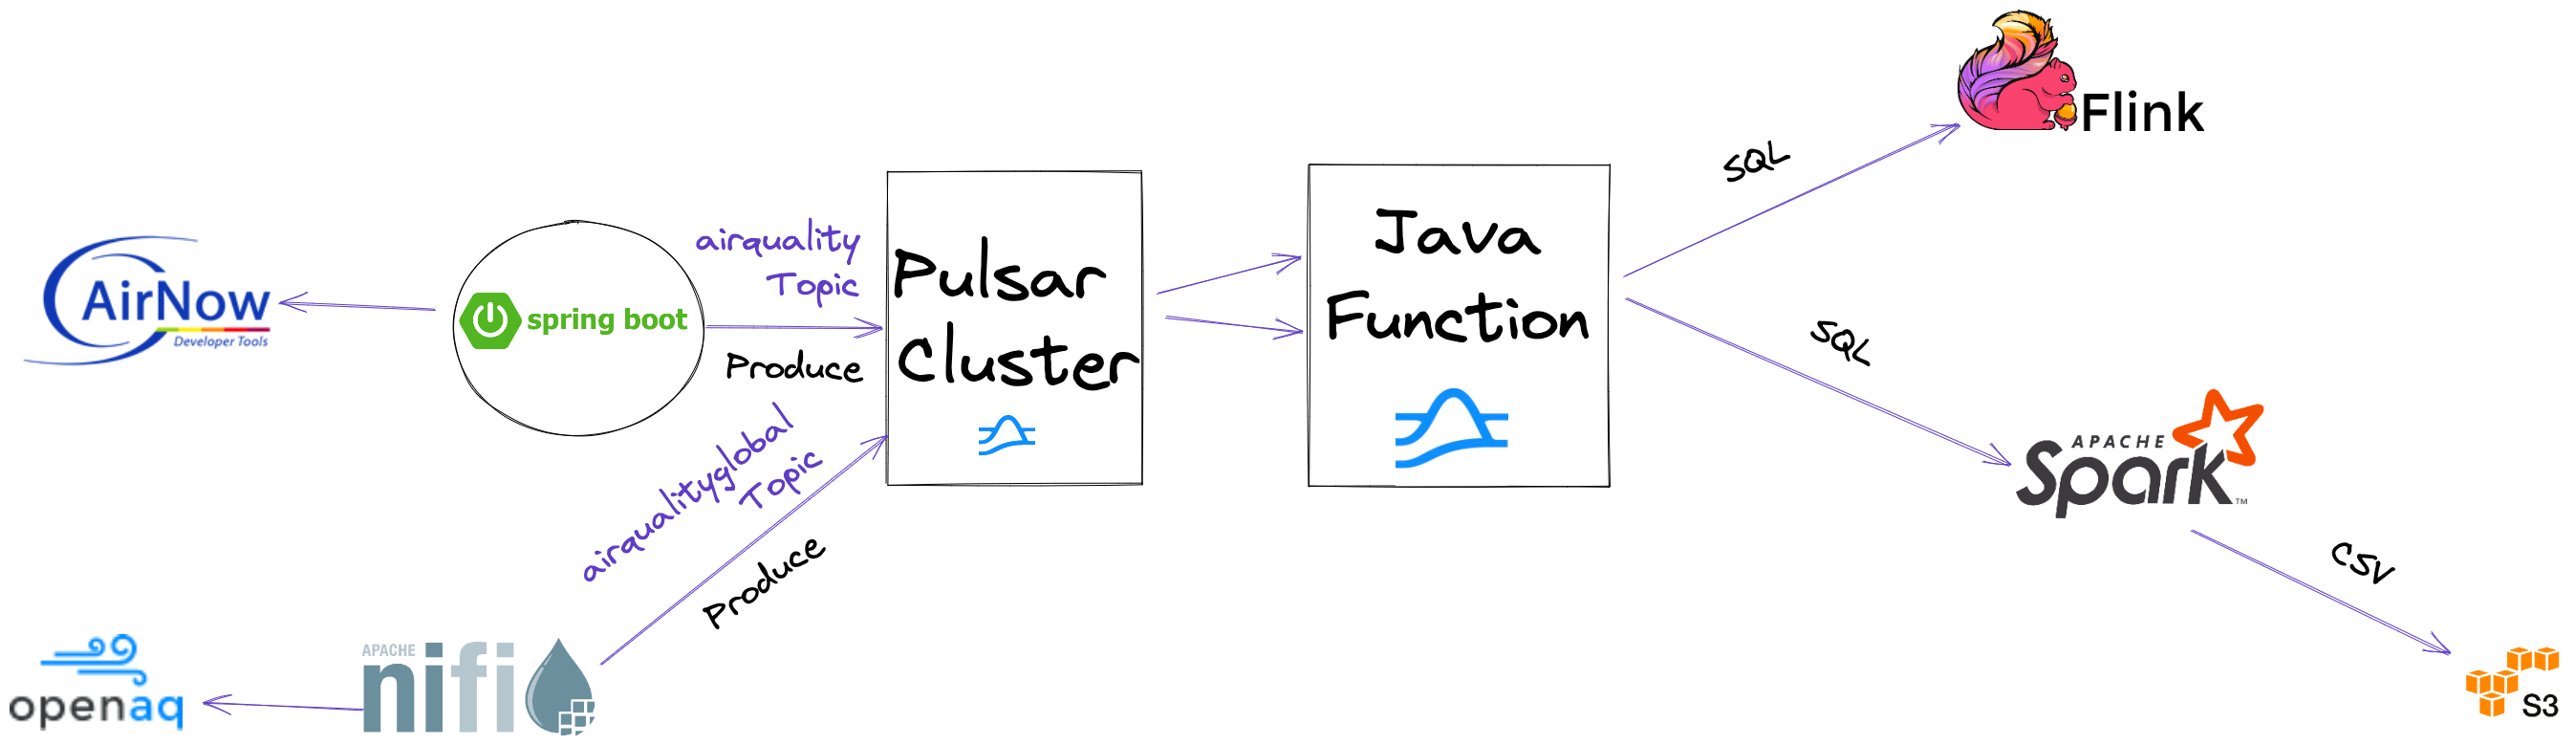 AirNow
Developer Tools
spring boot
airquality
Topic
Produce
airqualityglobal
Topic
Produce
openaq
APACHE
nifi
Pulsar
Cluster
Java
Function
SQL
Flink
SQL
APACHE
Spark™
CSV
S3